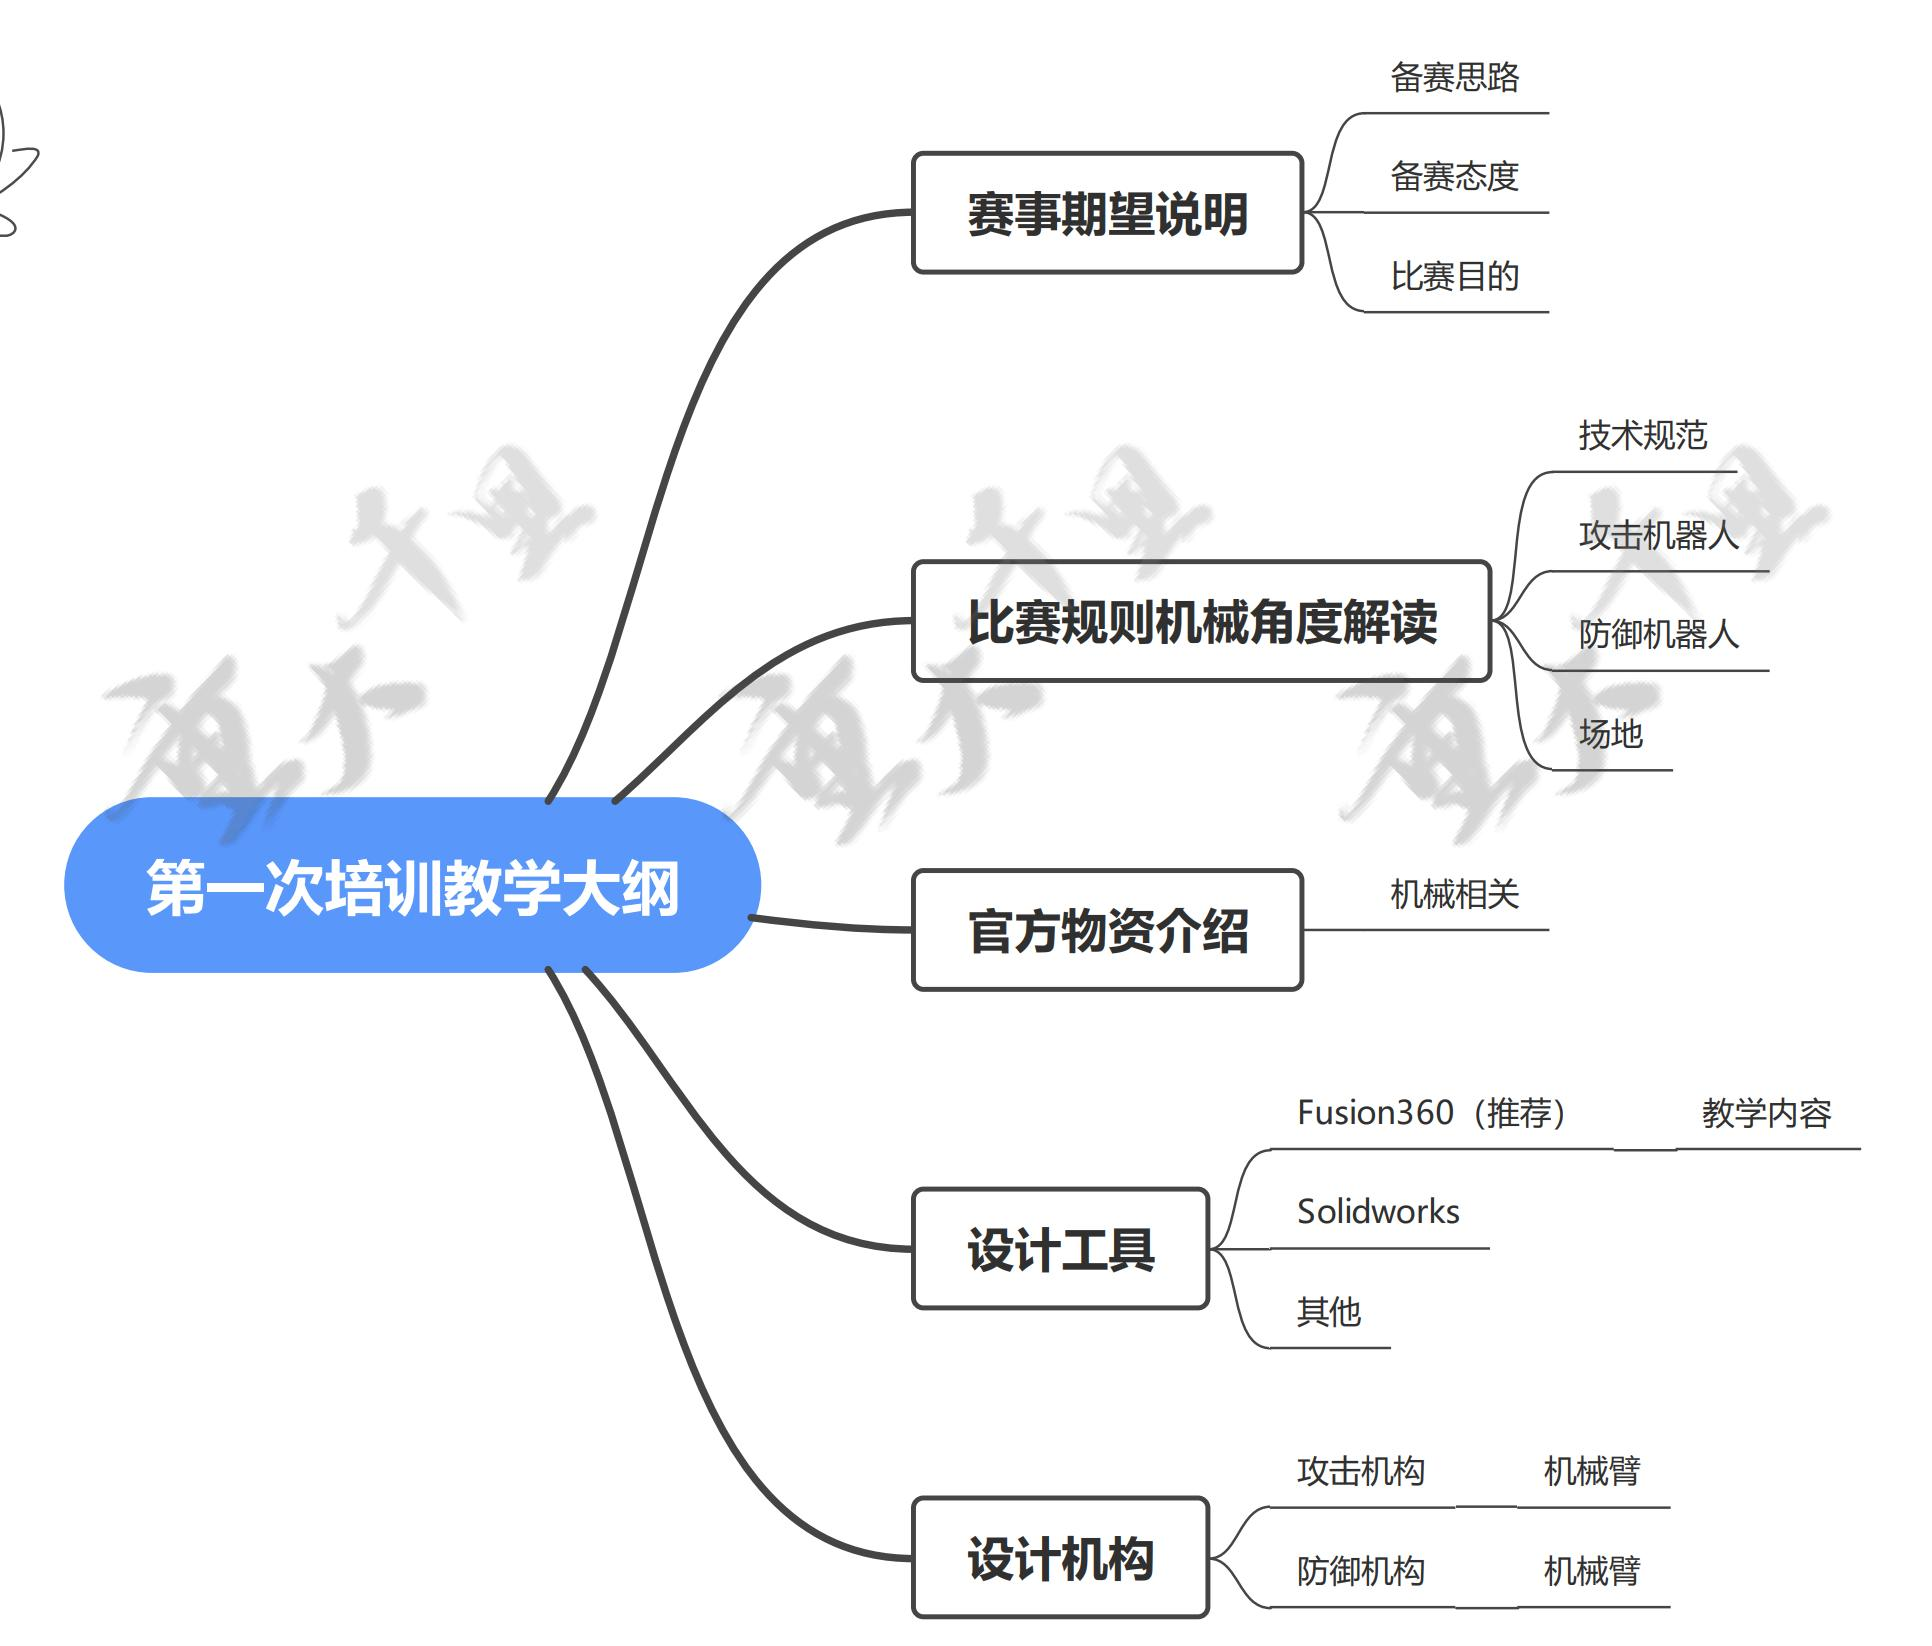 备赛思路
备赛态度
赛事期望说明
比赛目的
技术规范
攻击机器人
比赛规则机械角度解读
防御机器人
场地
第一次培训教学大纲
官方物资介绍
机械相关
Fusion360（推荐）
教学内容
Solidworks
设计工具
其他
攻击机构
机械臂
设计机构
防御机构
机械臂